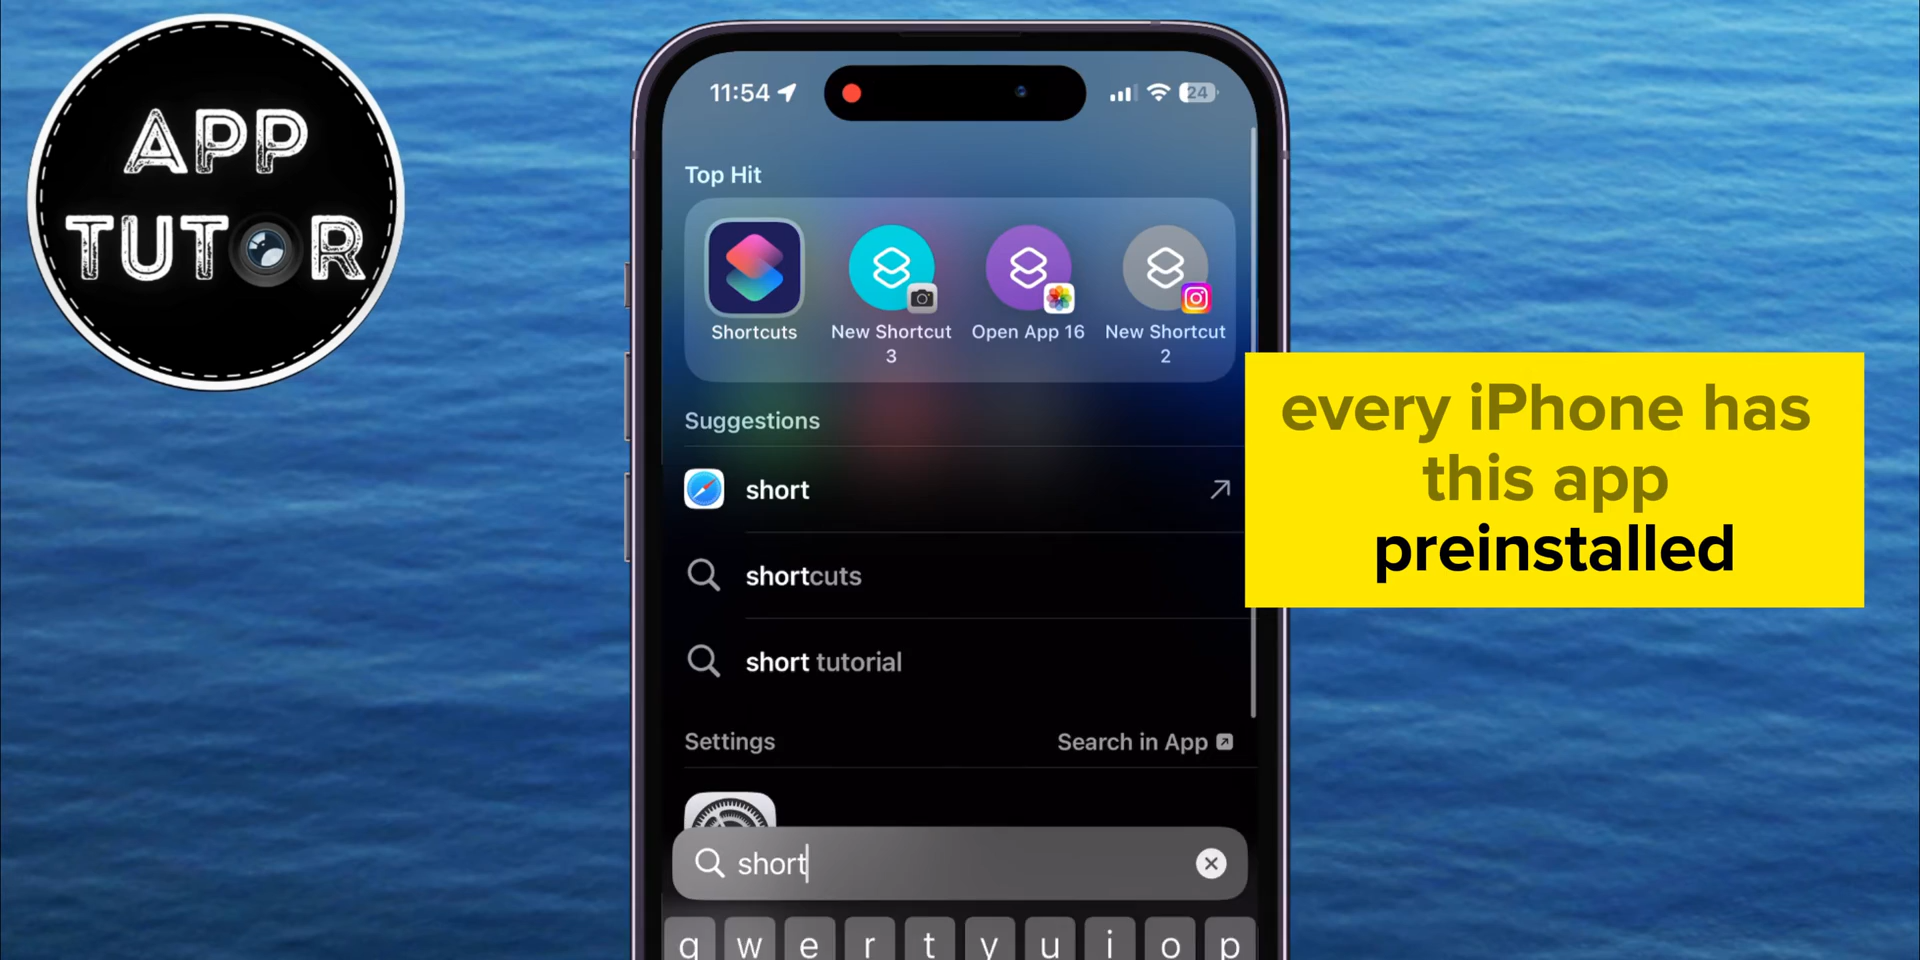 APP
TUTOR
11:54
24
Top Hit
Shortcuts
New Shortcut
3
Open App 16
New Shortcut
2
Suggestions
short
shortcuts
short tutorial
Settings
Search in App
short
q w e r t y u i o p
every iPhone has
this app
preinstalled